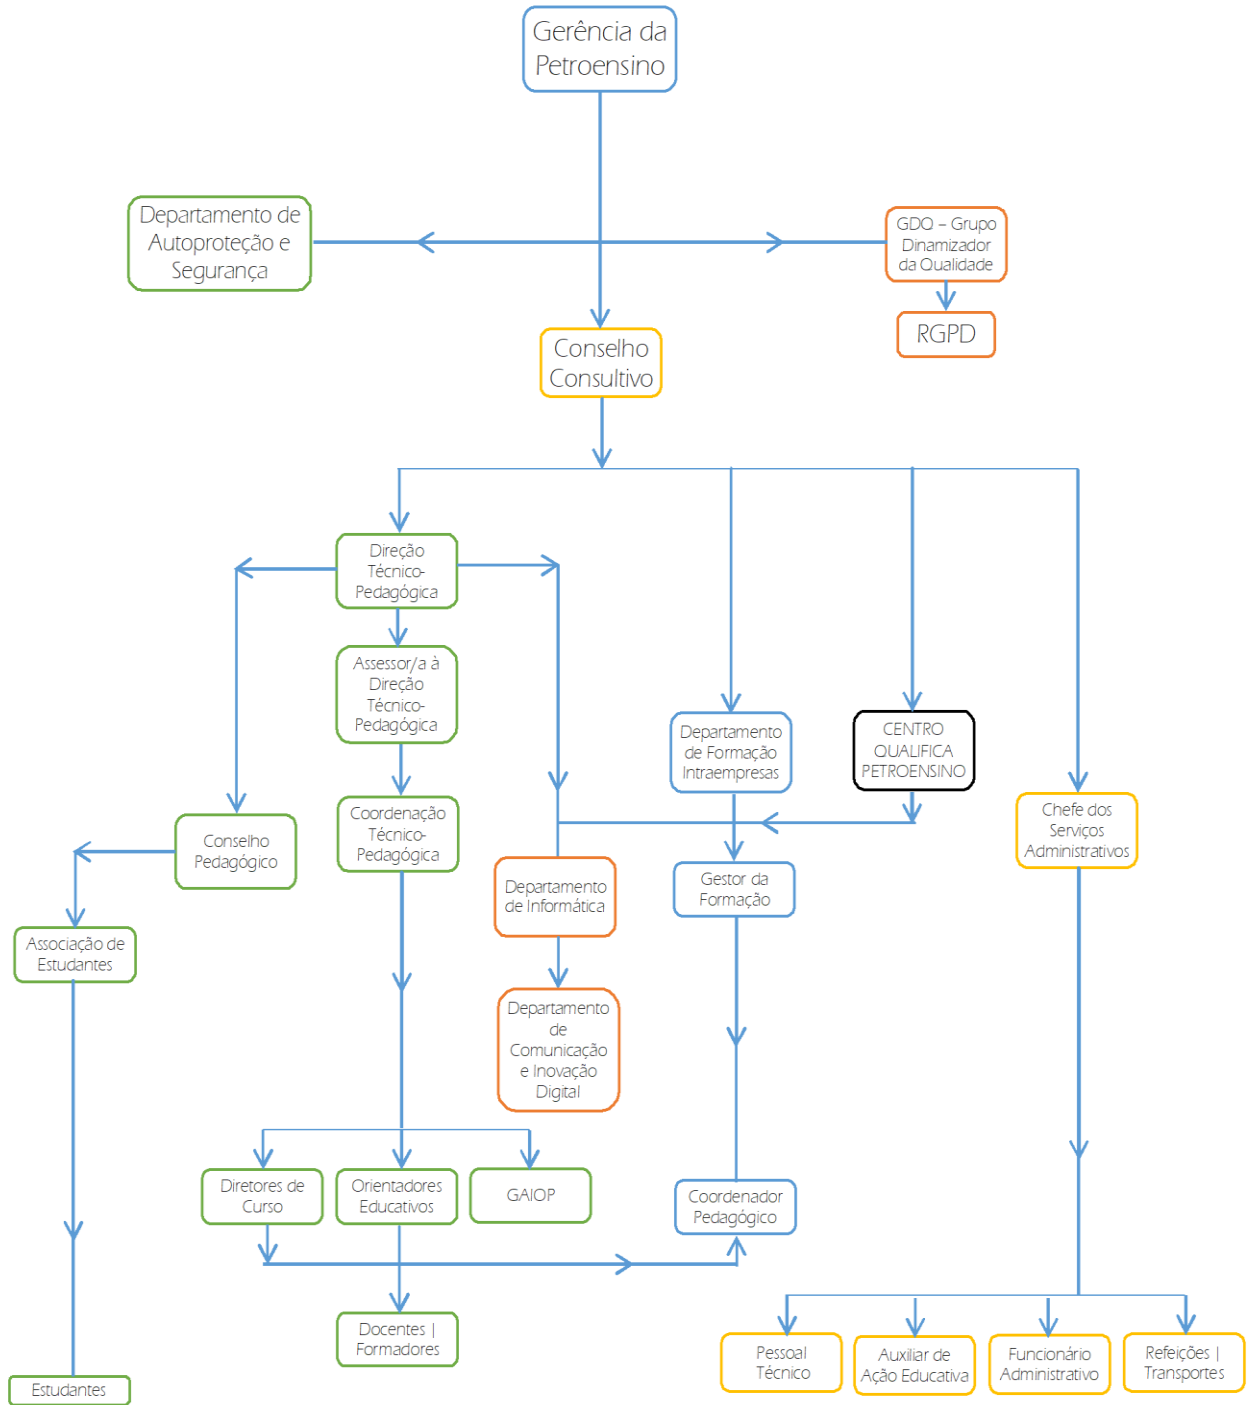 Gerência da
Petroensino
Departamento de
Autoproteção e
Segurança
GDQ – Grupo
Dinamizador
da Qualidade
RGPD
Conselho
Consultivo
Direção
Técnico-
Pedagógica
Assessor/a à
Direção
Técnico-
Pedagógica
Departamento
de Formação
Intraempresas
CENTRO
QUALIFICA
PETROENSINO
Coordenação
Técnico-
Pedagógica
Chefe dos
Serviços
Administrativos
Conselho
Pedagógico
Departamento
de Informática
Gestor da
Formação
Associação de
Estudantes
Departamento
de
Comunicação
e Inovação
Digital
Diretores de
Curso
Orientadores
Educativos
GAIOP
Coordenador
Pedagógico
Docentes |
Formadores
Pessoal
Técnico
Auxiliar de
Ação Educativa
Funcionário
Administrativo
Refeições |
Transportes
Estudantes